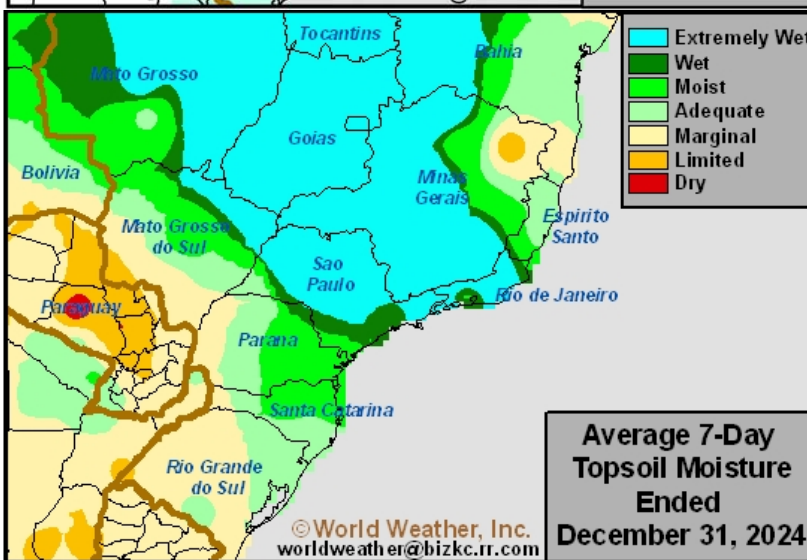 Tocantins
Bahia
Mato Grosso
Goias
Bolivia
Minas
Gerais
Mato Grosso
do Sul
Espirito
Santo
Sao
Paulo
Rio de Janeiro
Paraguay
Parana
Santa Catarina
Rio Grande
do Sul
Extremely Wet
Wet
Moist
Adequate
Marginal
Limited
Dry
Average 7-Day
Topsoil Moisture
Ended
December 31, 2024
©World Weather, Inc.
worldweather@bizkc.rr.com